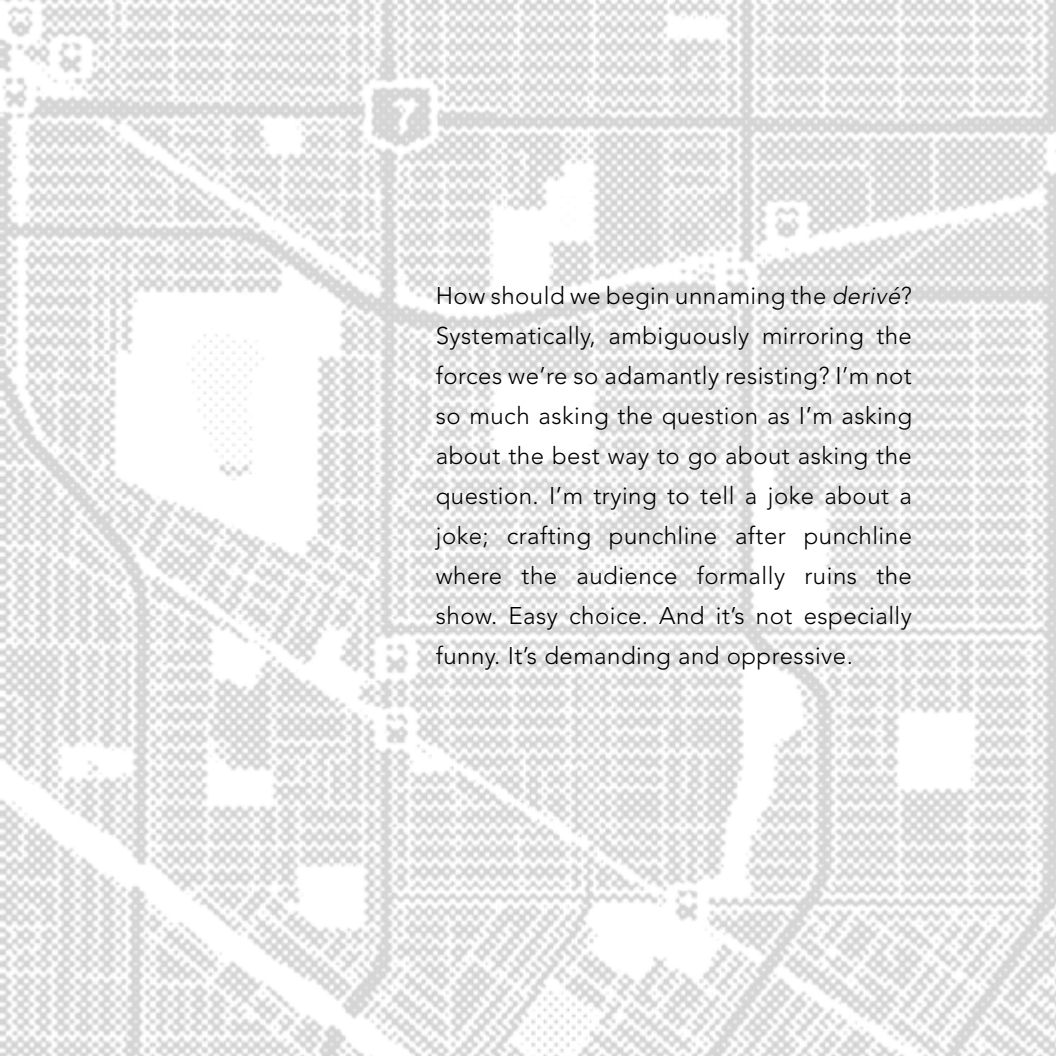 7
How should we begin unnaming the derivé?
Systematically, ambiguously mirroring the
forces we’re so adamantly resisting? I’m not
so much asking the question as I’m asking
about the best way to go about asking the
question. I’m trying to tell a joke about a
joke; crafting punchline after punchline
where the audience formally ruins the
show. Easy choice. And it’s not especially
funny. It’s demanding and oppressive.